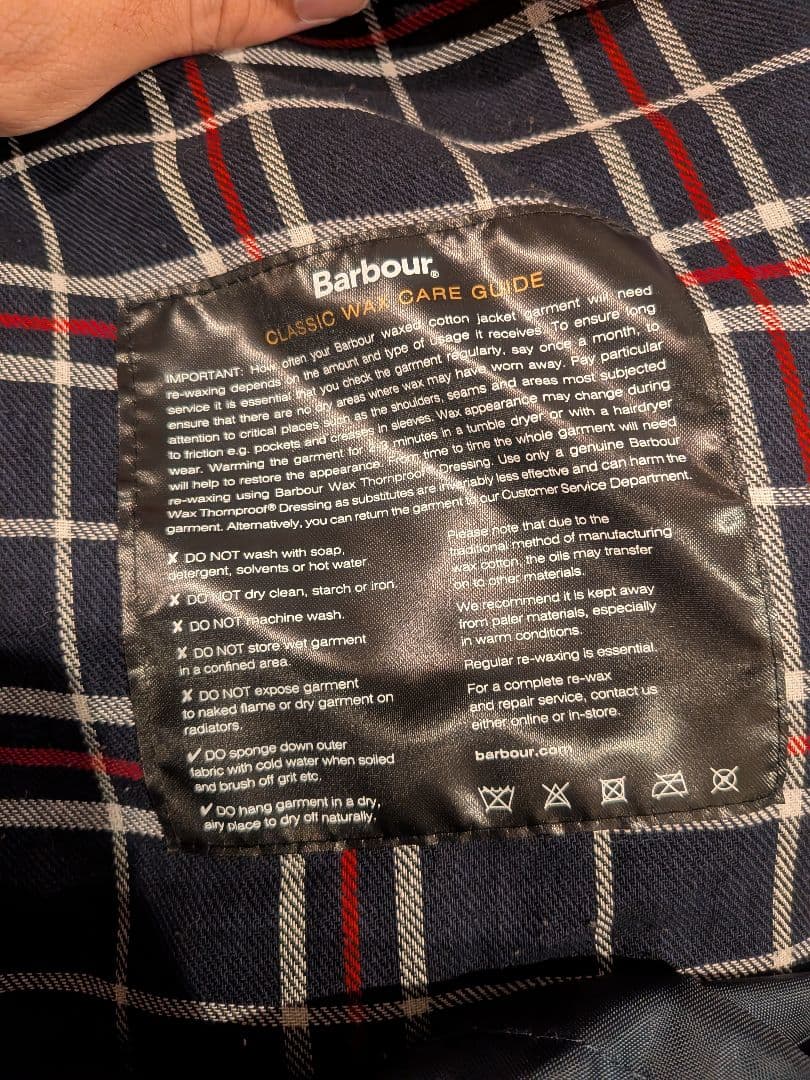 Barbour®
CLASSIC WAX CARE GUIDE
IMPORTANT: How often your Barbour waxed cotton jacket garment will need
re-waxing depends on the amount and type of usage it receives. To ensure long
service it is essential that you check the garment regularly, say once a month, to
ensure that there are no dry areas where wax may have worn away. Pay particular
attention to critical places such as the shoulders, seams and areas most subjected
to friction e.g. pockets and creases in sleeves. Wax appearance may change during
wear. Warming the garment for minutes in a tumble dryer or with a hairdryer
will help to restore the appearance. From time to time the whole garment will need
re-waxing using Barbour Wax Thornproof Dressing. Use only a genuine Barbour
Wax Thornproof® Dressing as substitutes are invariably less effective and can harm the
garment. Alternatively, you can return the garment to our Customer Service Department.
✗ DO NOT wash with soap,
detergent, solvents or hot water
✗ DO NOT dry clean, starch or iron.
✗ DO NOT machine wash.
✗ DO NOT store wet garment
in a confined area.
✗ DO NOT expose garment
to naked flame or dry garment on
radiators.
✓ DO sponge down outer
fabric with cold water when soiled
and brush off grit etc.
✓ DO hang garment in a dry,
airy place to dry off naturally.
Please note that due to the
traditional method of manufacturing
wax cotton, the oils may transfer
on to other materials.
We recommend it is kept away
from paler materials, especially
in warm conditions.
Regular re-waxing is essential.
For a complete re-wax
and repair service, contact us
either online or in-store.
barbour.com